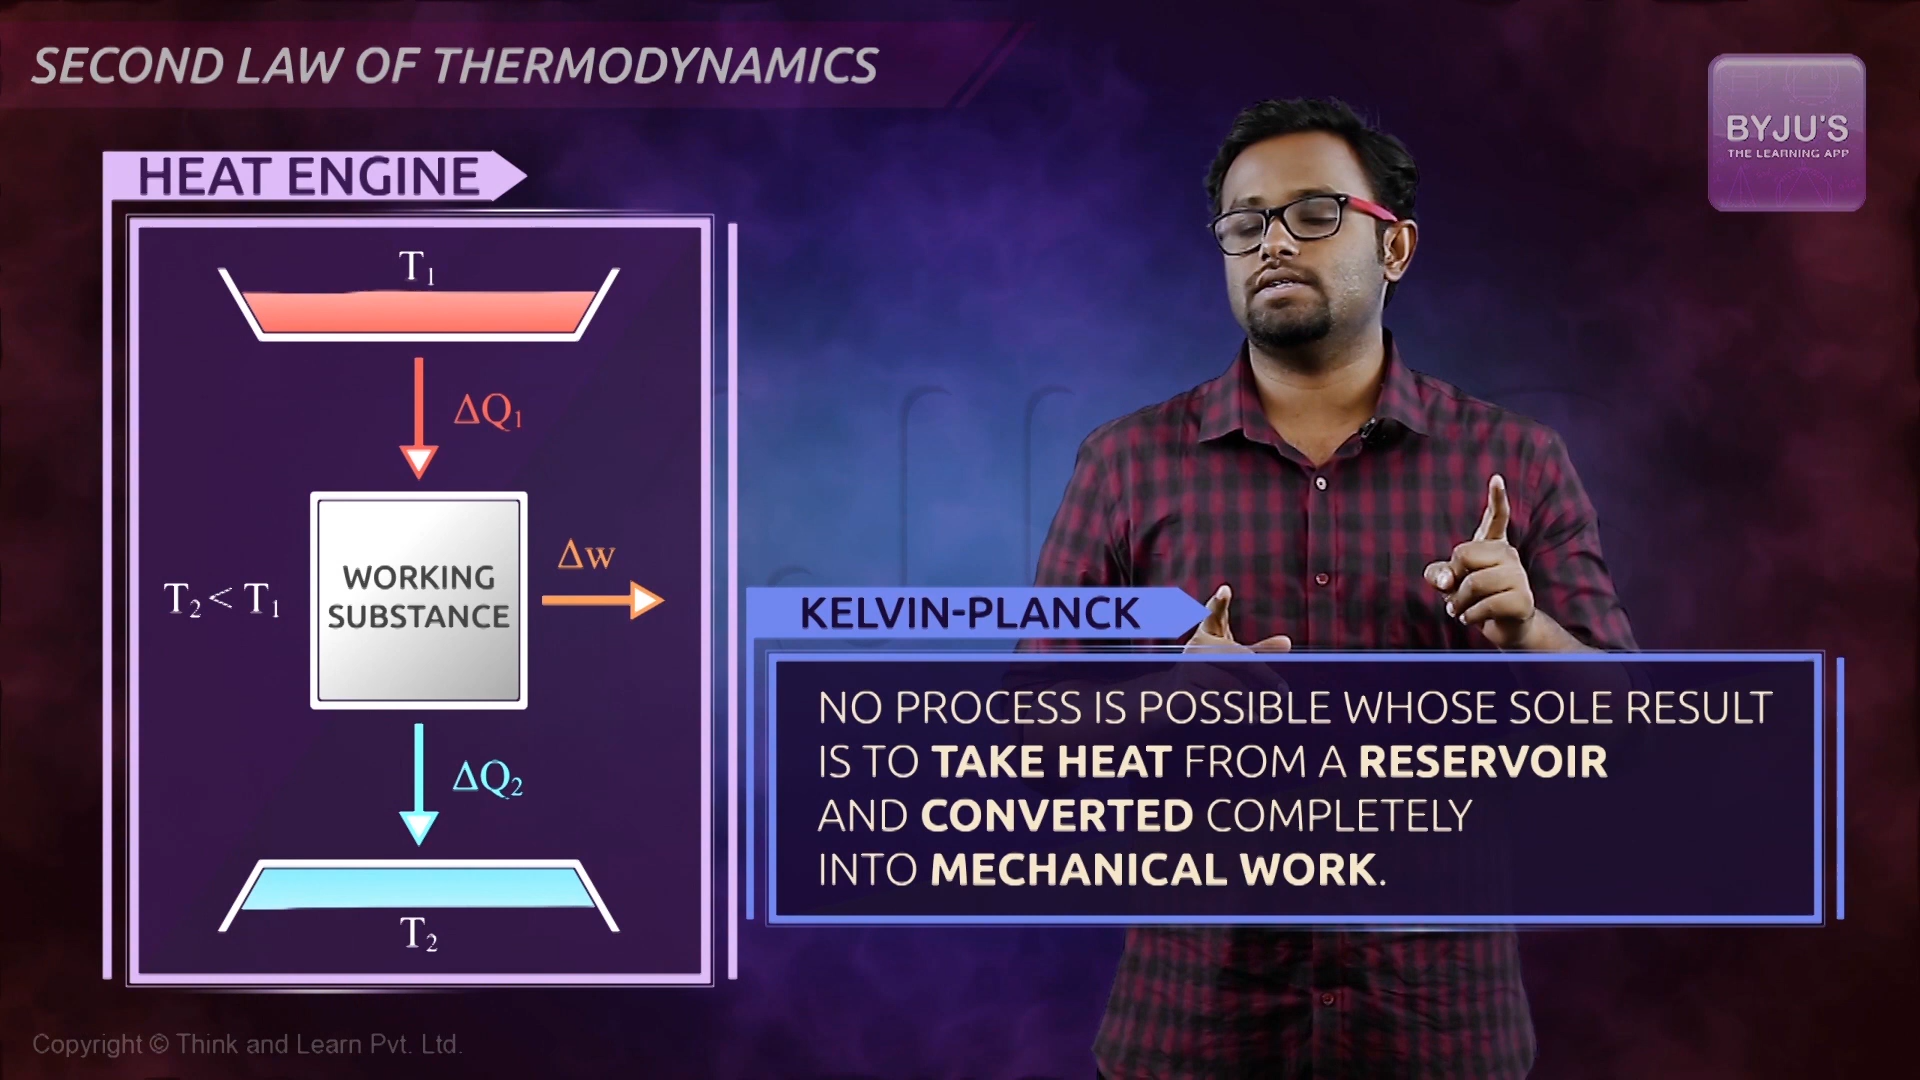 SECOND LAW OF THERMODYNAMICS
BYJU'S
THE LEARNING APP
HEAT ENGINE
T₁
ΔQ₁
WORKING
SUBSTANCE
Δw
T₂ < T₁
ΔQ₂
T₂
KELVIN-PLANCK
NO PROCESS IS POSSIBLE WHOSE SOLE RESULT
IS TO TAKE HEAT FROM A RESERVOIR
AND CONVERTED COMPLETELY
INTO MECHANICAL WORK.
Copyright © Think and Learn Pvt. Ltd.